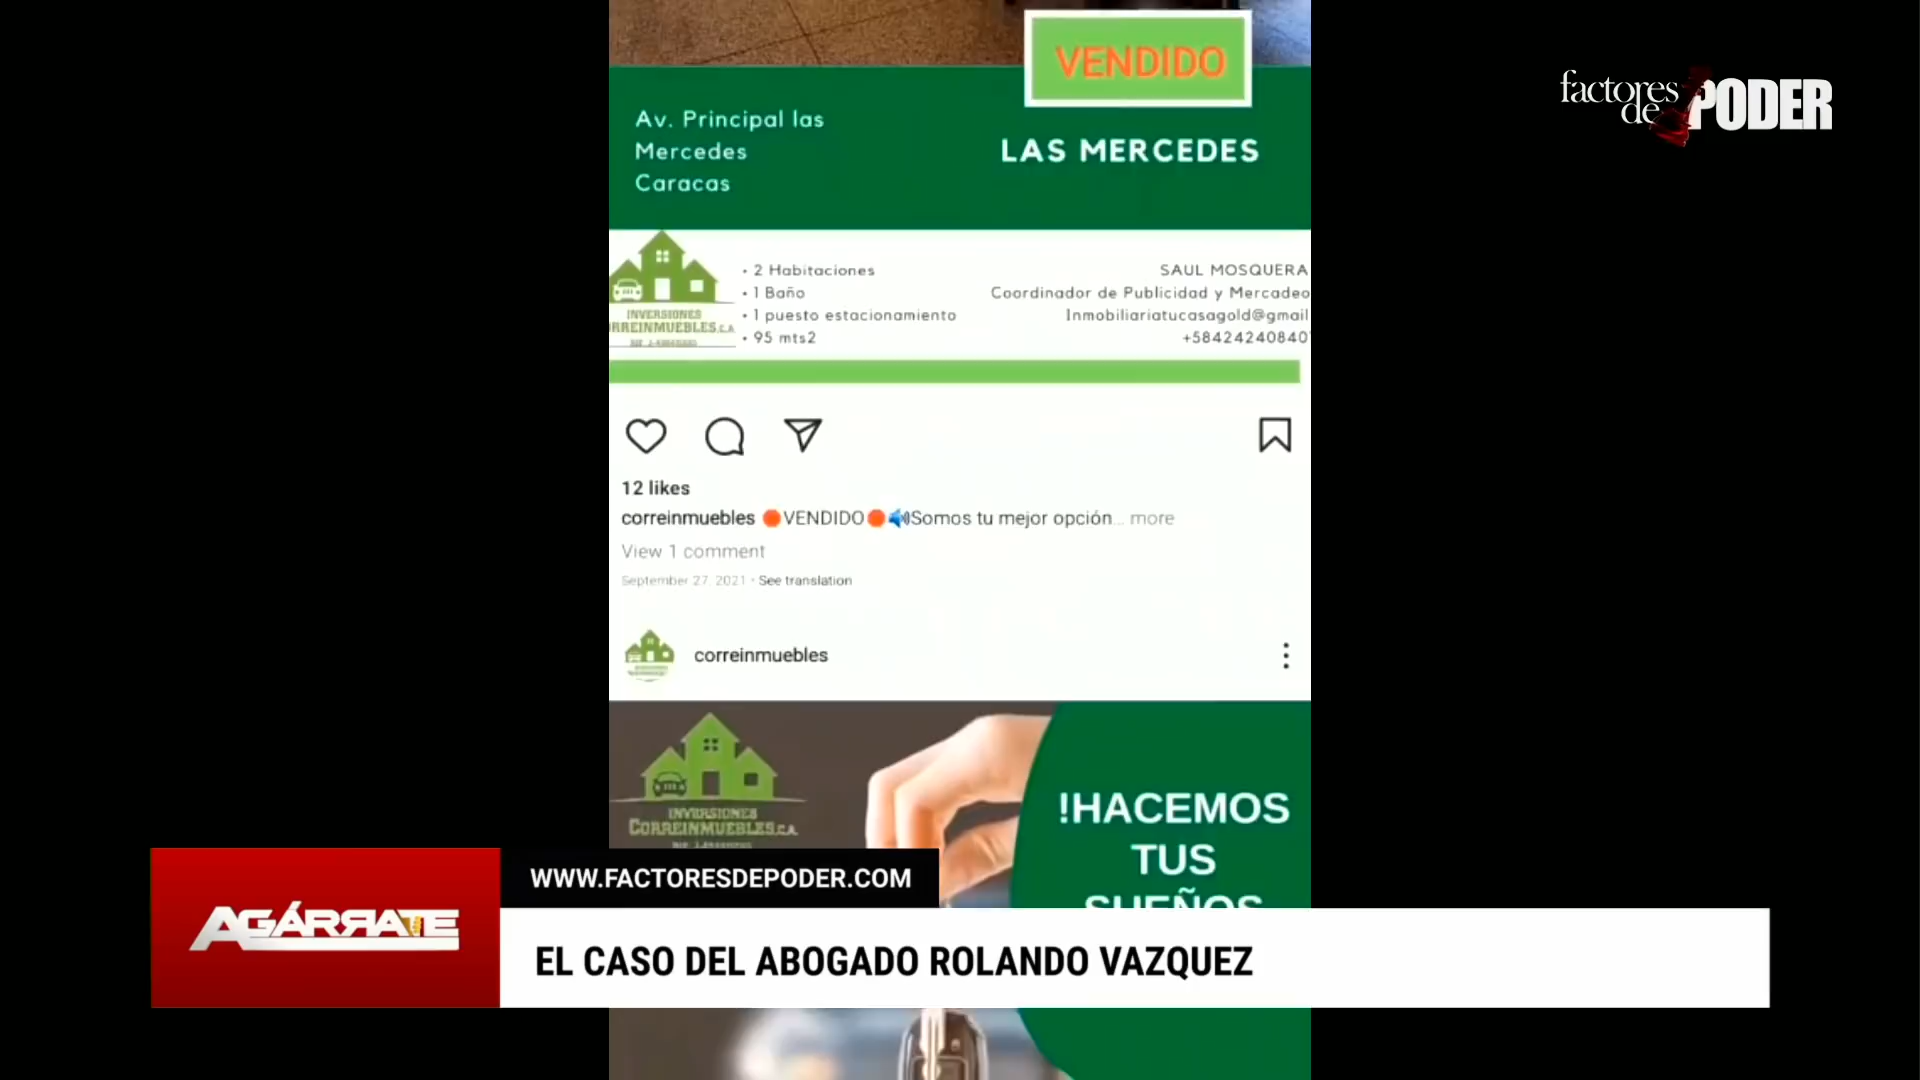 VENDIDO
factores
de PODER
Av. Principal las
Mercedes
Caracas
LAS MERCEDES
INVERSIONES
RREINMUEBLES,C.A
• 2 Habitaciones
• 1 Baño
• 1 puesto estacionamiento
• 95 mts2
SAUL MOSQUERA
Coordinador de Publicidad y Mercadeo
Inmobiliariatucasagold@gmail
+58424240840
12 likes
correinmuebles 🔴VENDIDO🔴🔊Somos tu mejor opción... more
View 1 comment
September 27, 2021 • See translation
correinmuebles
INVERSIONES
CORREINMUEBLES,C.A.
!HACEMOS
TUS
SUEÑOS
WWW.FACTORESDEPODER.COM
AGÁRRATE
EL CASO DEL ABOGADO ROLANDO VAZQUEZ